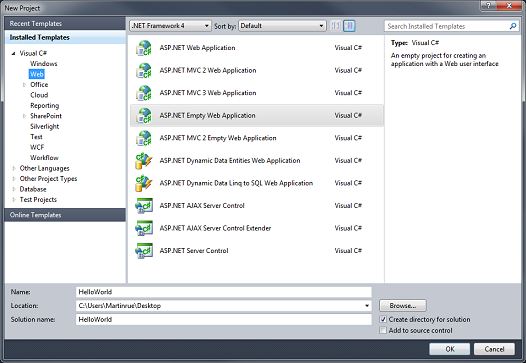 New Project
Recent Templates
Installed Templates
Visual C#
Windows
Web
Office
Cloud
Reporting
SharePoint
Silverlight
Test
WCF
Workflow
Other Languages
Other Project Types
Database
Test Projects
Online Templates
.NET Framework 4 Sort by: Default
ASP.NET Web Application Visual C#
ASP.NET MVC 2 Web Application Visual C#
ASP.NET MVC 3 Web Application Visual C#
ASP.NET Empty Web Application Visual C#
ASP.NET MVC 2 Empty Web Application Visual C#
ASP.NET Dynamic Data Entities Web Application Visual C#
ASP.NET Dynamic Data Linq to SQL Web Application Visual C#
ASP.NET AJAX Server Control Visual C#
ASP.NET AJAX Server Control Extender Visual C#
ASP.NET Server Control Visual C#
Search Installed Templates
Type: Visual C#
An empty project for creating an
application with a Web user interface
Name: HelloWorld
Location: C:\Users\Martinrue\Desktop Browse...
Solution name: HelloWorld
Create directory for solution
Add to source control
OK Cancel